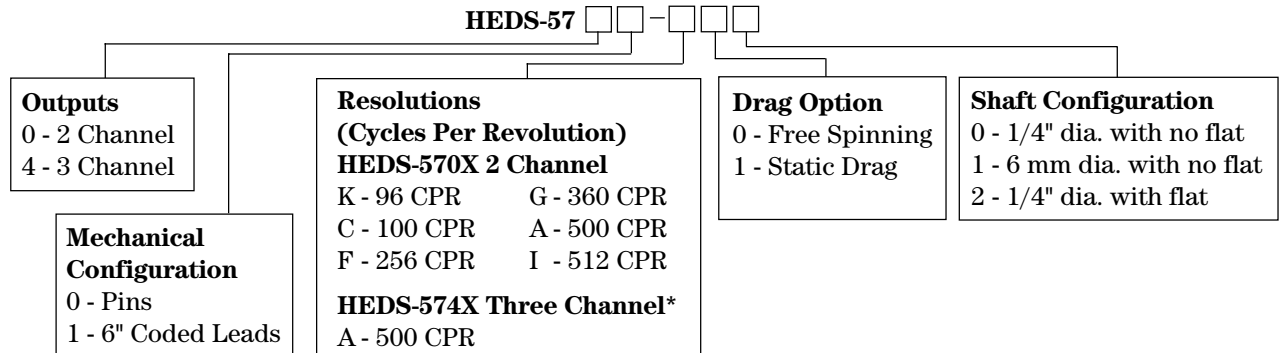 HEDS-57 □□–□□□
Outputs
0 - 2 Channel
4 - 3 Channel
Mechanical
Configuration
0 - Pins
1 - 6" Coded Leads
Resolutions
(Cycles Per Revolution)
HEDS-570X 2 Channel
K - 96 CPR G - 360 CPR
C - 100 CPR A - 500 CPR
F - 256 CPR I - 512 CPR
HEDS-574X Three Channel*
A - 500 CPR
Drag Option
0 - Free Spinning
1 - Static Drag
Shaft Configuration
0 - 1/4" dia. with no flat
1 - 6 mm dia. with no flat
2 - 1/4" dia. with flat